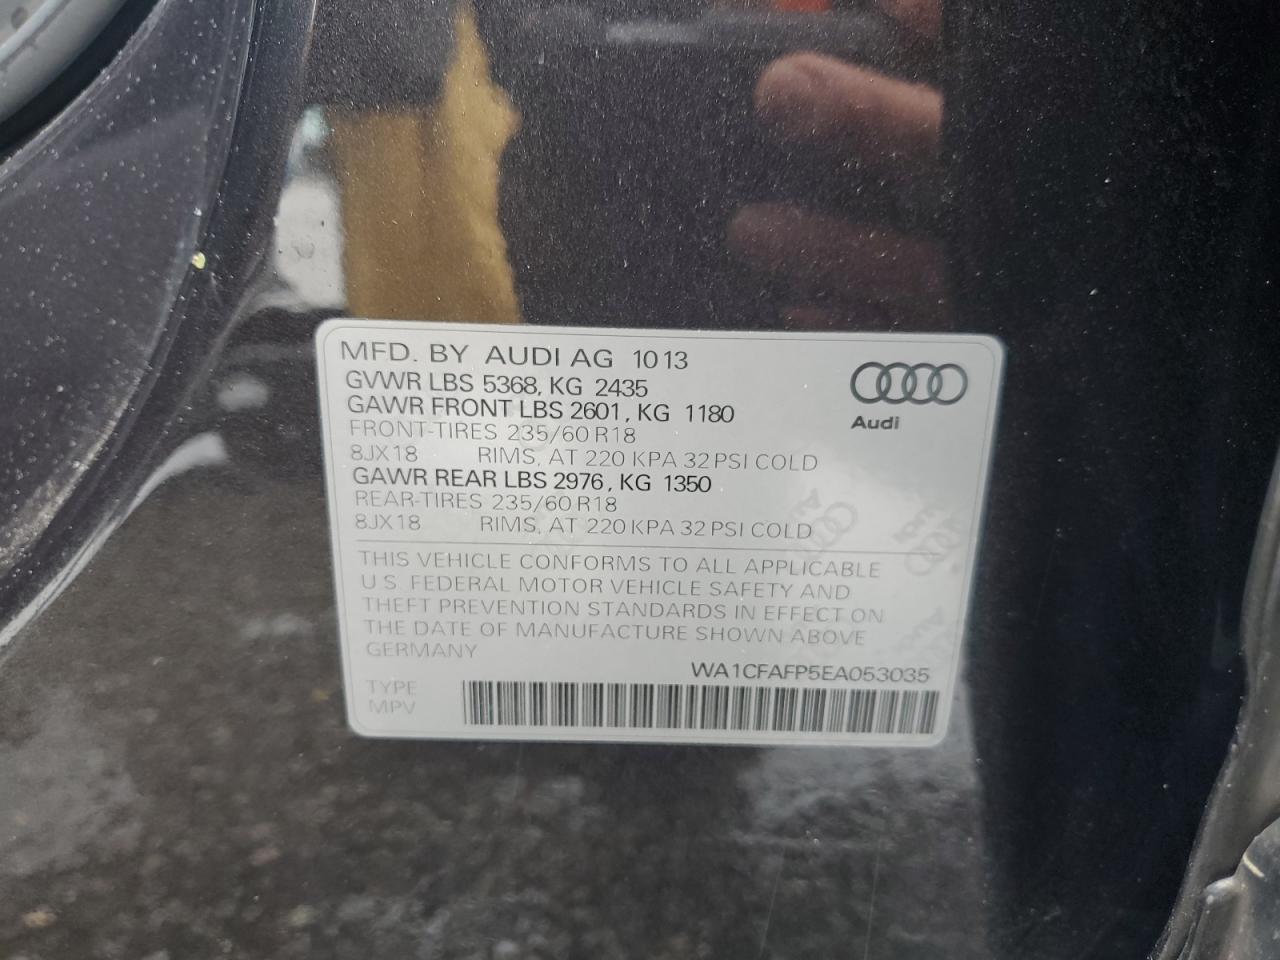 MFD. BY AUDI AG 10 13
GVWR LBS 5368, KG 2435
GAWR FRONT LBS 2601, KG 1180
FRONT-TIRES 235/60 R18
8JX18 RIMS, AT 220 KPA 32 PSI COLD
GAWR REAR LBS 2976, KG 1350
REAR-TIRES 235/60 R18
8JX18 RIMS, AT 220 KPA 32 PSI COLD
Audi
THIS VEHICLE CONFORMS TO ALL APPLICABLE
U.S. FEDERAL MOTOR VEHICLE SAFETY AND
THEFT PREVENTION STANDARDS IN EFFECT ON
THE DATE OF MANUFACTURE SHOWN ABOVE
GERMANY
WA1CFAFP5EA053035
TYPE
MPV